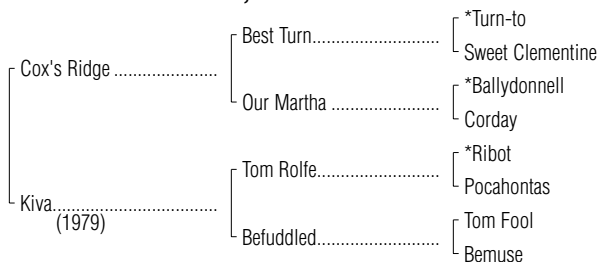 *Turn-to
Best Turn........................................
Sweet Clementine
Cox's Ridge .....................
*Ballydonnell
Our Martha ..................................
Corday
*Ribot
Tom Rolfe........................................
Pocahontas
Kiva.................................
(1979)
Tom Fool
Befuddled........................................
Bemuse